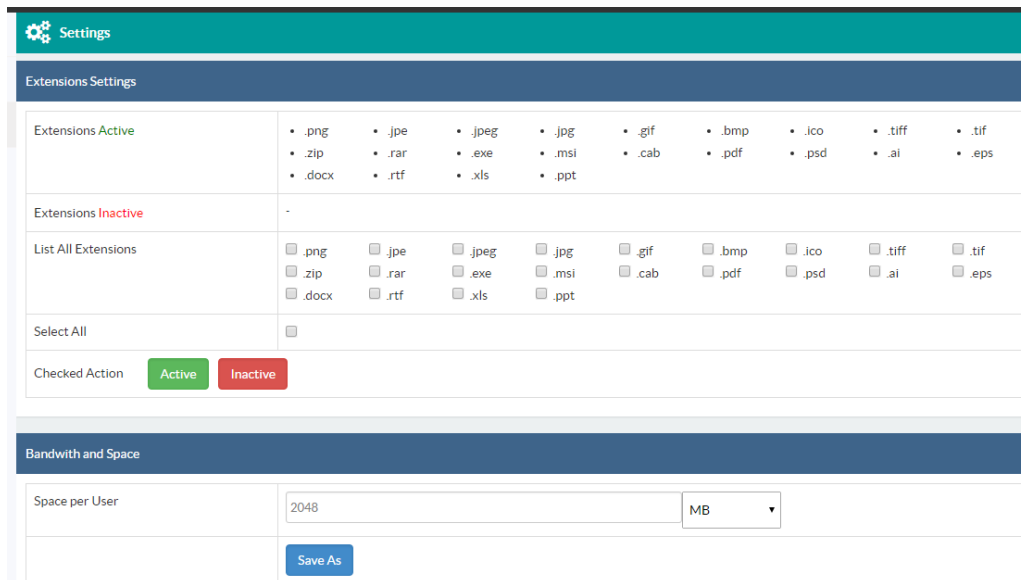 Settings
Extensions Settings
Extensions Active
• .png • .jpe • .jpeg • .jpg • .gif • .bmp • .ico • .tiff • .tif
• .zip • .rar • .exe • .msi • .cab • .pdf • .psd • .ai • .eps
• .docx • .rtf • .xls • .ppt
Extensions Inactive -
List All Extensions
.png .jpe .jpeg .jpg .gif .bmp .ico .tiff .tif
.zip .rar .exe .msi .cab .pdf .psd .ai .eps
.docx .rtf .xls .ppt
Select All
Checked Action Active Inactive
Bandwith and Space
Space per User 2048 MB
Save As